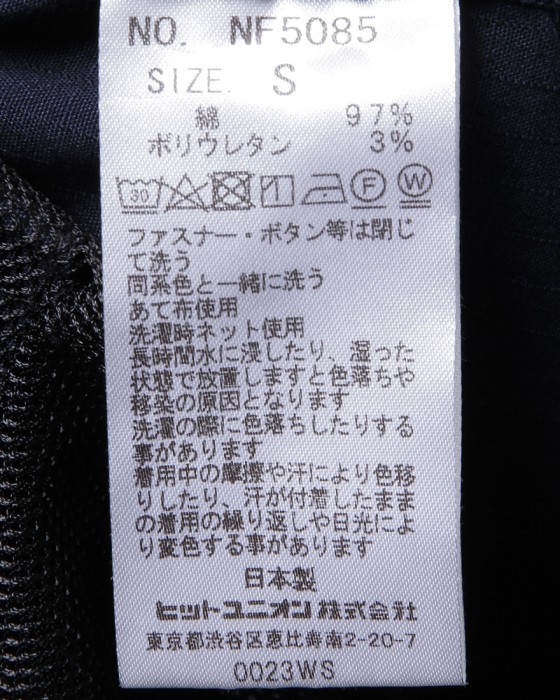 NO. NF5085
SIZE. S
綿 97%
ポリウレタン 3%
30 F W
ファスナー・ボタン等は閉じ
て洗う
同系色と一緒に洗う
あて布使用
洗濯時ネット使用
長時間水に浸したり、湿った
状態で放置しますと色落ちや
移染の原因となります
洗濯の際に色落ちしたりする
事があります
着用中の摩擦や汗により色移
りしたり、汗が付着したまま
の着用の繰り返しや日光によ
り変色する事があります
日本製
ヒットユニオン株式会社
東京都渋谷区恵比寿南2-20-7
0023WS